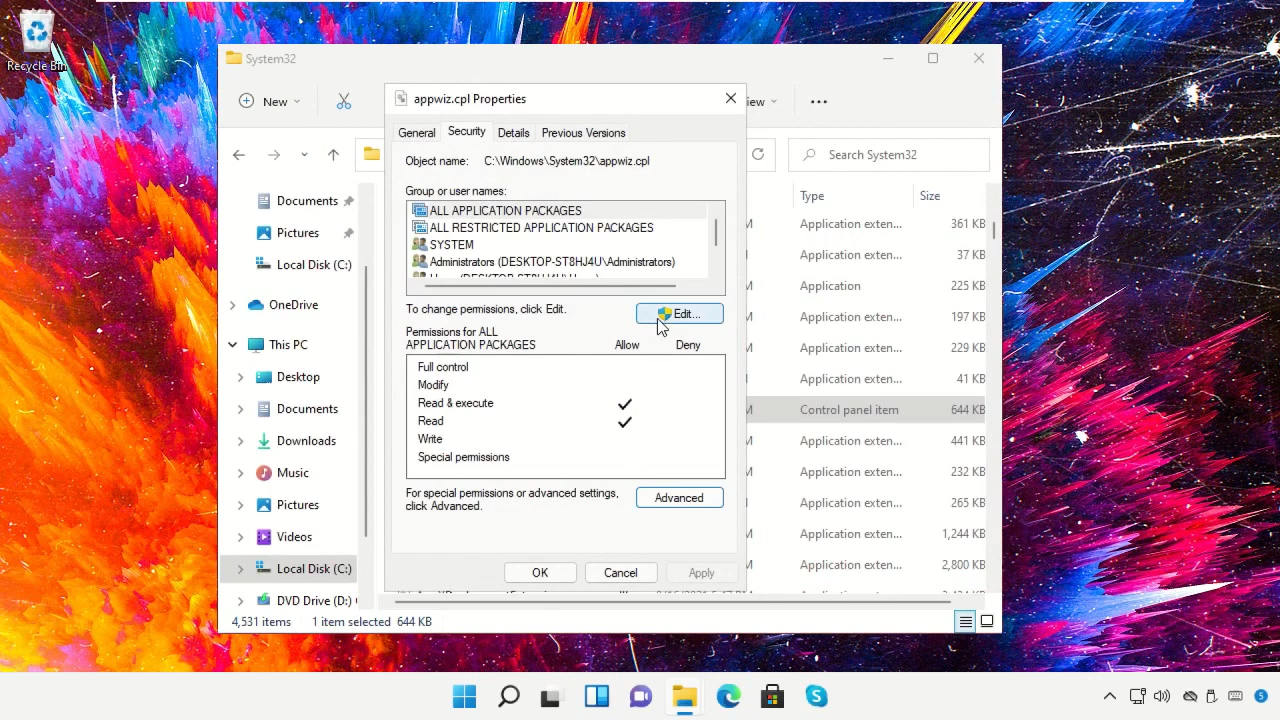 Recycle Bin
System32
New
iew
Search System32
Documents
Pictures
Local Disk (C:)
OneDrive
This PC
Desktop
Documents
Downloads
Music
Pictures
Videos
Local Disk (C:)
DVD Drive (D:)
4,531 items 1 item selected 644 KB
appwiz.cpl Properties
General Security Details Previous Versions
Object name: C:\Windows\System32\appwiz.cpl
Group or user names:
ALL APPLICATION PACKAGES
ALL RESTRICTED APPLICATION PACKAGES
SYSTEM
Administrators (DESKTOP-ST8HJ4U\Administrators)
To change permissions, click Edit.
Edit...
Permissions for ALL
APPLICATION PACKAGES Allow Deny
Full control
Modify
Read & execute
Read
Write
Special permissions
For special permissions or advanced settings,
click Advanced.
Advanced
OK Cancel Apply
Type Size
M Application exten... 361 KB
Application exten... 37 KB
M Application 225 KB
M Application exten... 197 KB
M Application exten... 229 KB
M Application exten... 41 KB
M Control panel item 644 KB
M Application exten... 441 KB
M Application exten... 232 KB
M Application exten... 265 KB
M Application exten... 1,244 KB
M Application exten... 2,800 KB
5